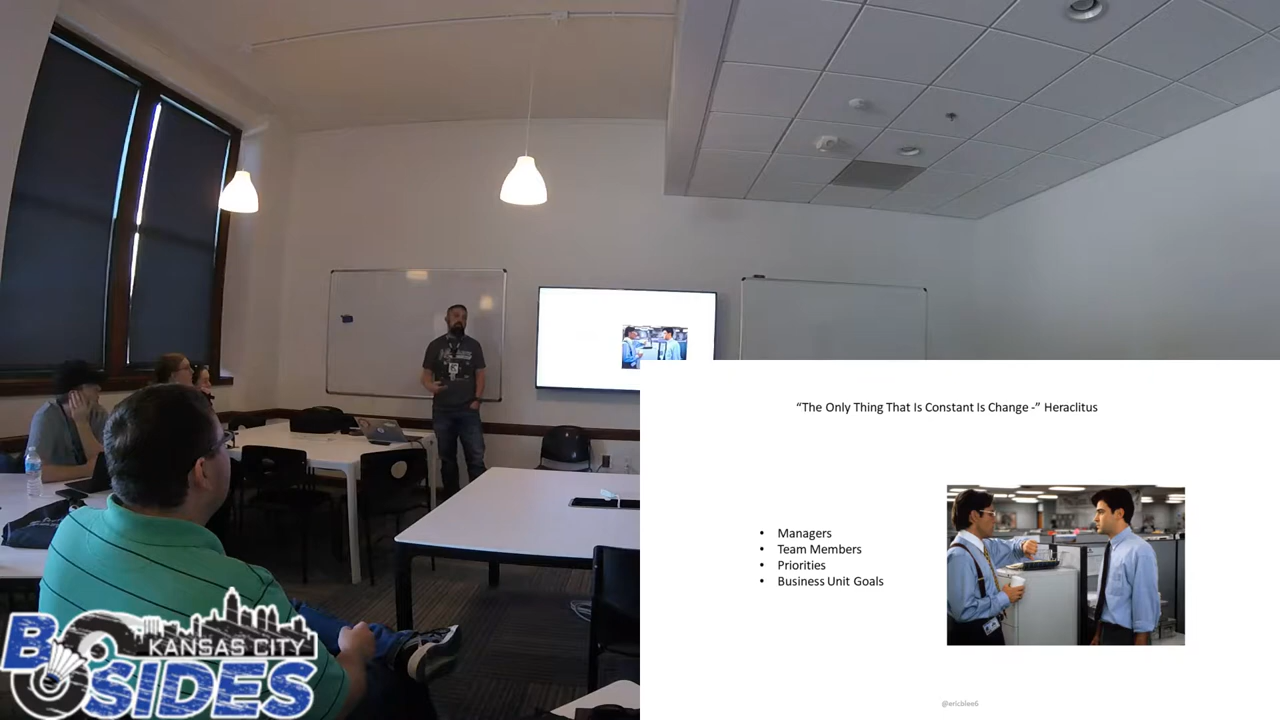 "The Only Thing That Is Constant Is Change -" Heraclitus
• Managers
• Team Members
• Priorities
• Business Unit Goals
@ericblee6
KANSAS CITY
BSIDES